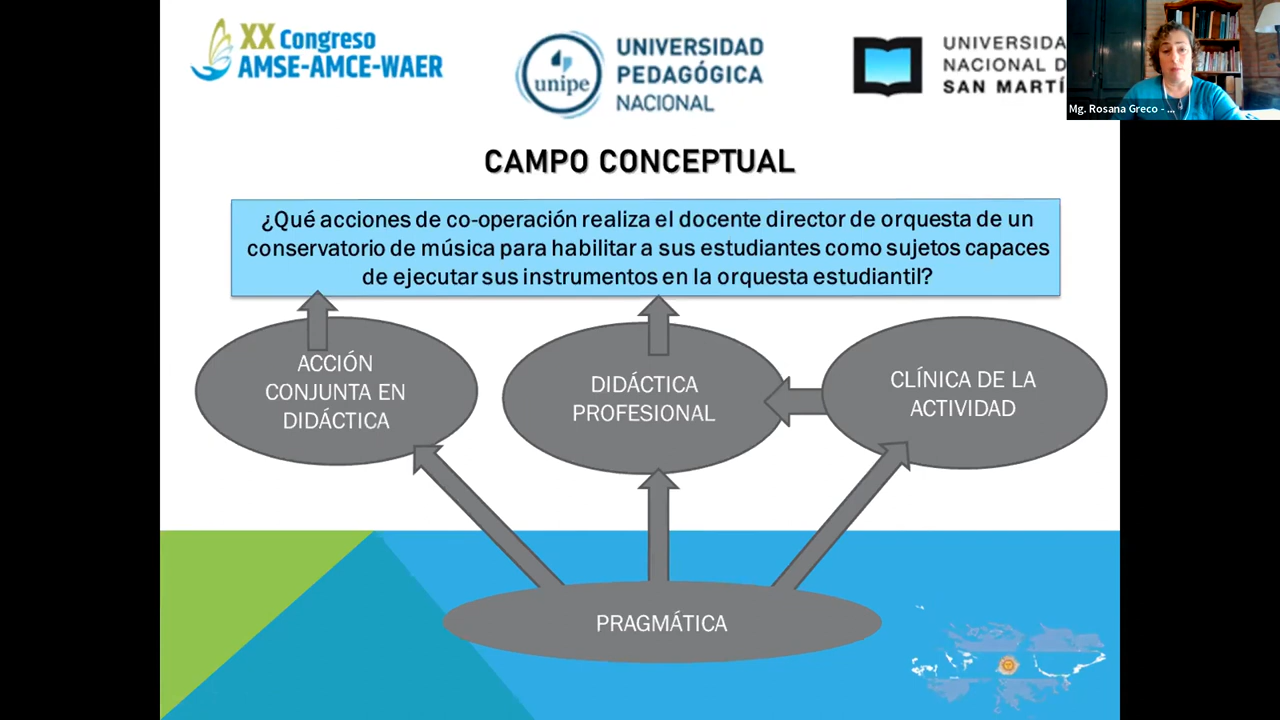 XX Congreso
AMSE-AMCE-WAER
unipe
UNIVERSIDAD
PEDAGÓGICA
NACIONAL
UNIVERSIDA
NACIONAL D
SAN MARTÍ
Mg. Rosana Greco - ...
CAMPO CONCEPTUAL
¿Qué acciones de co-operación realiza el docente director de orquesta de un
conservatorio de música para habilitar a sus estudiantes como sujetos capaces
de ejecutar sus instrumentos en la orquesta estudiantil?
ACCIÓN
CONJUNTA EN
DIDÁCTICA
DIDÁCTICA
PROFESIONAL
CLÍNICA DE LA
ACTIVIDAD
PRAGMÁTICA